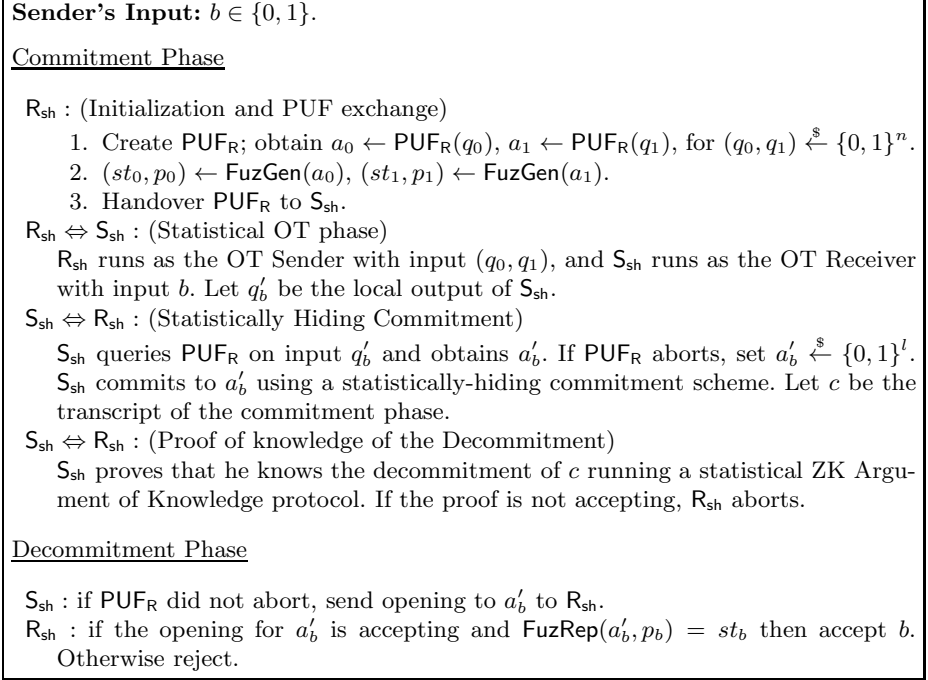 Sender's Input: b ∈ {0, 1}.
Commitment Phase
R_sh : (Initialization and PUF exchange)
1. Create PUF_R; obtain a_0 ← PUF_R(q_0), a_1 ← PUF_R(q_1), for (q_0, q_1) ←$ {0, 1}^n.
2. (st_0, p_0) ← FuzGen(a_0), (st_1, p_1) ← FuzGen(a_1).
3. Handover PUF_R to S_sh.
R_sh ⇔ S_sh : (Statistical OT phase)
R_sh runs as the OT Sender with input (q_0, q_1), and S_sh runs as the OT Receiver
with input b. Let q'_b be the local output of S_sh.
S_sh ⇔ R_sh : (Statistically Hiding Commitment)
S_sh queries PUF_R on input q'_b and obtains a'_b. If PUF_R aborts, set a'_b ←$ {0, 1}^l.
S_sh commits to a'_b using a statistically-hiding commitment scheme. Let c be the
transcript of the commitment phase.
S_sh ⇔ R_sh : (Proof of knowledge of the Decommitment)
S_sh proves that he knows the decommitment of c running a statistical ZK Argu-
ment of Knowledge protocol. If the proof is not accepting, R_sh aborts.
Decommitment Phase
S_sh : if PUF_R did not abort, send opening to a'_b to R_sh.
R_sh : if the opening for a'_b is accepting and FuzRep(a'_b, p_b) = st_b then accept b.
Otherwise reject.